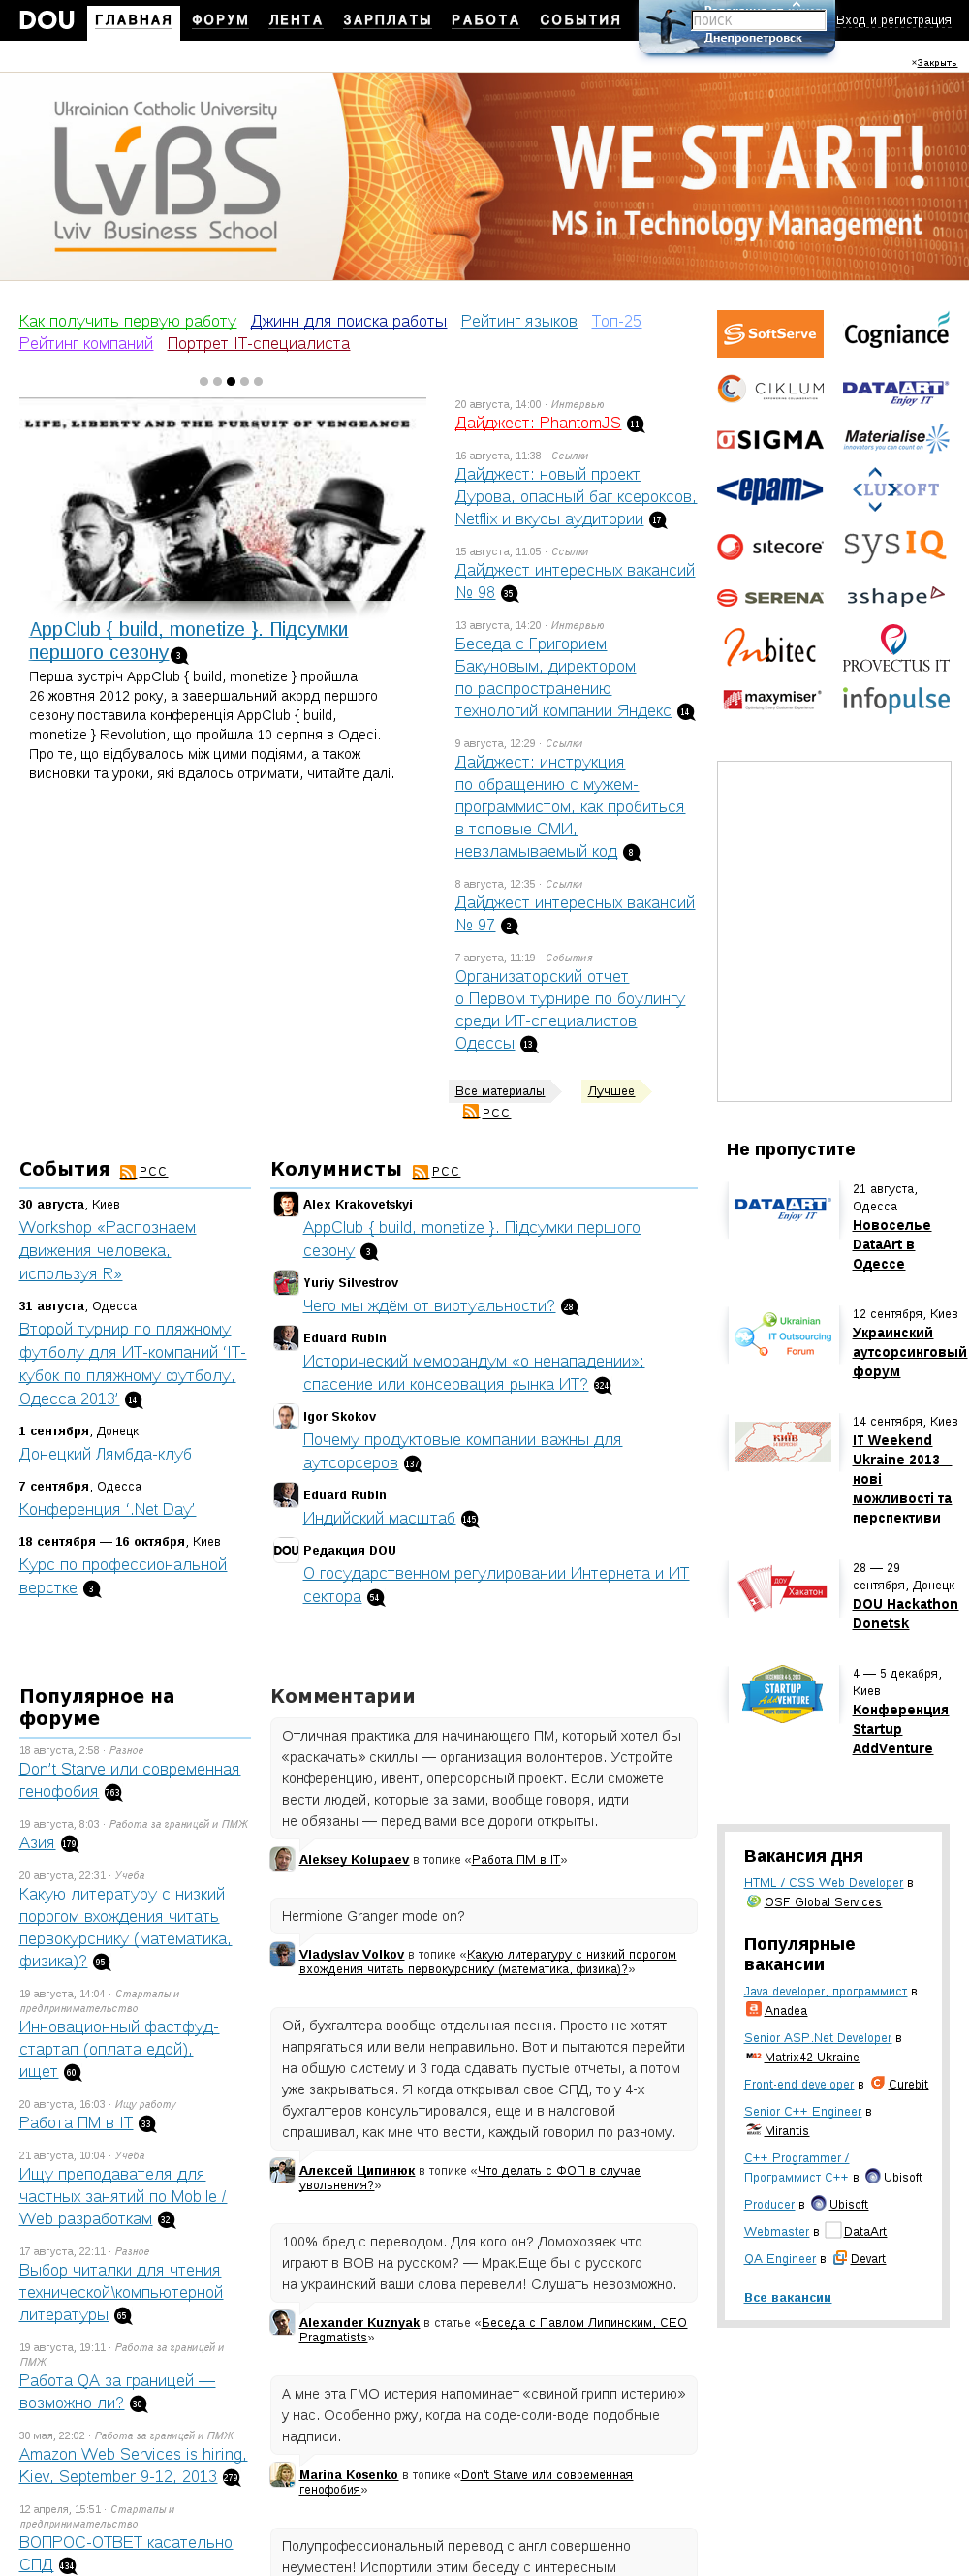 DOU ГЛАВНАЯ ФОРУМ ЛЕНТА ЗАРПЛАТЫ РАБОТА СОБЫТИЯ ПОИСК Вход и регистрация
Днепропетровск
×Закрыть
Ukrainian Catholic University
LvBS
Lviv Business School
WE START!
MS in Technology Management
Как получить первую работу Джинн для поиска работы Рейтинг языков Топ-25
Рейтинг компаний Портрет IT-специалиста
LIFE, LIBERTY AND THE PURSUIT OF VENGEANCE
AppClub { build, monetize }. Підсумки
першого сезону 3
Перша зустріч AppClub { build, monetize } пройшла
26 жовтня 2012 року, а завершальний акорд першого
сезону поставила конференція AppClub { build,
monetize } Revolution, що пройшла 10 серпня в Одесі.
Про те, що відбувалось між цими подіями, а також
висновки та уроки, які вдалось отримати, читайте далі.
20 августа, 14:00 · Интервью
Дайджест: PhantomJS 11
16 августа, 11:38 · Ссылки
Дайджест: новый проект
Дурова, опасный баг ксероксов,
Netflix и вкусы аудитории 17
15 августа, 11:05 · Ссылки
Дайджест интересных вакансий
№ 98 35
13 августа, 14:20 · Интервью
Беседа с Григорием
Бакуновым, директором
по распространению
технологий компании Яндекс 14
9 августа, 12:29 · Ссылки
Дайджест: инструкция
по обращению с мужем-
программистом, как пробиться
в топовые СМИ,
невзламываемый код 8
8 августа, 12:35 · Ссылки
Дайджест интересных вакансий
№ 97 2
7 августа, 11:19 · События
Организаторский отчет
о Первом турнире по боулингу
среди ИТ-специалистов
Одессы 13
Все материалы Лучшее
РСС
SoftServe Cogniance
CIKLUM DATAART Enjoy IT
SIGMA Materialise innovators you can count on
epam LUXOFT
sitecore sysIQ
SERENA 3shape
Inbitec PROVECTUS IT
maxymiser infopulse
События РСС
30 августа, Киев
Workshop «Распознаем
движения человека,
используя R»
31 августа, Одесса
Второй турнир по пляжному
футболу для ИТ-компаний ‘IT-
кубок по пляжному футболу,
Одесса 2013’ 14
1 сентября, Донецк
Донецкий Лямбда-клуб
7 сентября, Одесса
Конференция ‘.Net Day’
18 сентября — 16 октября, Киев
Курс по профессиональной
верстке 3
Колумнисты РСС
Alex Krakovetskyi
AppClub { build, monetize }. Підсумки першого
сезону 3
Yuriy Silvestrov
Чего мы ждём от виртуальности? 28
Eduard Rubin
Исторический меморандум «о ненападении»:
спасение или консервация рынка ИТ? 324
Igor Skokov
Почему продуктовые компании важны для
аутсорсеров 137
Eduard Rubin
Индийский масштаб 145
DOU Редакция DOU
О государственном регулировании Интернета и ИТ
сектора 54
Не пропустите
DATAART Enjoy IT
21 августа,
Одесса
Новоселье
DataArt в
Одессе
Ukrainian
IT Outsourcing
Forum
12 сентября, Киев
Украинский
аутсорсинговый
форум
КИЇВ
14 сентября, Киев
IT Weekend
Ukraine 2013 –
нові
можливості та
перспективи
ДОУ
Хакатон
28 — 29
сентября, Донецк
DOU Hackathon
Donetsk
STARTUP
AddVENTURE
4 — 5 декабря,
Киев
Конференция
Startup
AddVenture
Популярное на
форуме
18 августа, 2:58 · Разное
Don’t Starve или современная
генофобия 763
19 августа, 8:03 · Работа за границей и ПМЖ
Азия 179
20 августа, 22:31 · Учеба
Какую литературу с низкий
порогом вхождения читать
первокурснику (математика,
физика)? 95
19 августа, 14:04 · Стартапы и
предпринимательство
Инновационный фастфуд-
стартап (оплата едой),
ищет 60
20 августа, 16:03 · Ищу работу
Работа ПМ в IT 33
21 августа, 10:04 · Учеба
Ищу преподавателя для
частных занятий по Mobile /
Web разработкам 32
17 августа, 22:11 · Разное
Выбор читалки для чтения
технической\компьютерной
литературы 65
19 августа, 19:11 · Работа за границей и
ПМЖ
Работа QA за границей —
возможно ли? 30
30 мая, 22:02 · Работа за границей и ПМЖ
Amazon Web Services is hiring,
Kiev, September 9-12, 2013 279
12 апреля, 15:51 · Стартапы и
предпринимательство
ВОПРОС-ОТВЕТ касательно
СПД 434
Комментарии
Отличная практика для начинающего ПМ, который хотел бы
«раскачать» скиллы — организация волонтеров. Устройте
конференцию, ивент, оперсорсный проект. Если сможете
вести людей, которые за вами, вообще говоря, идти
не обязаны — перед вами все дороги открыты.
Aleksey Kolupaev в топике «Работа ПМ в IT»
Hermione Granger mode on?
Vladyslav Volkov в топике «Какую литературу с низкий порогом
вхождения читать первокурснику (математика, физика)?»
Ой, бухгалтера вообще отдельная песня. Просто не хотят
напрягаться или вели неправильно. Вот и пытаются перейти
на общую систему и 3 года сдавать пустые отчеты, а потом
уже закрываться. Я когда открывал свое СПД, то у 4-х
бухгалтеров консультировался, еще и в налоговой
спрашивал, как мне что вести, каждый говорил по разному.
Алексей Ципинюк в топике «Что делать с ФОП в случае
увольнения?»
100% бред с переводом. Для кого он? Домохозяек что
играют в ВОВ на русском? — Мрак.Еще бы с русского
на украинский ваши слова перевели! Слушать невозможно.
Alexander Kuznyak в статье «Беседа с Павлом Липинским, CEO
Pragmatists»
А мне эта ГМО истерия напоминает «свиной грипп истерию»
у нас. Особенно ржу, когда на соде-соли-воде подобные
надписи.
Marina Kosenko в топике «Don’t Starve или современная
генофобия»
Полупрофессиональный перевод с англ совершенно
неуместен! Испортили этим беседу с интересным
Вакансия дня
HTML / CSS Web Developer в
OSF Global Services
Популярные
вакансии
Java developer, программист в
Anadea
Senior ASP.Net Developer в
Matrix42 Ukraine
Front-end developer в Curebit
Senior C++ Engineer в
Mirantis
C++ Programmer /
Программист C++ в Ubisoft
Producer в Ubisoft
Webmaster в DataArt
QA Engineer в Devart
Все вакансии